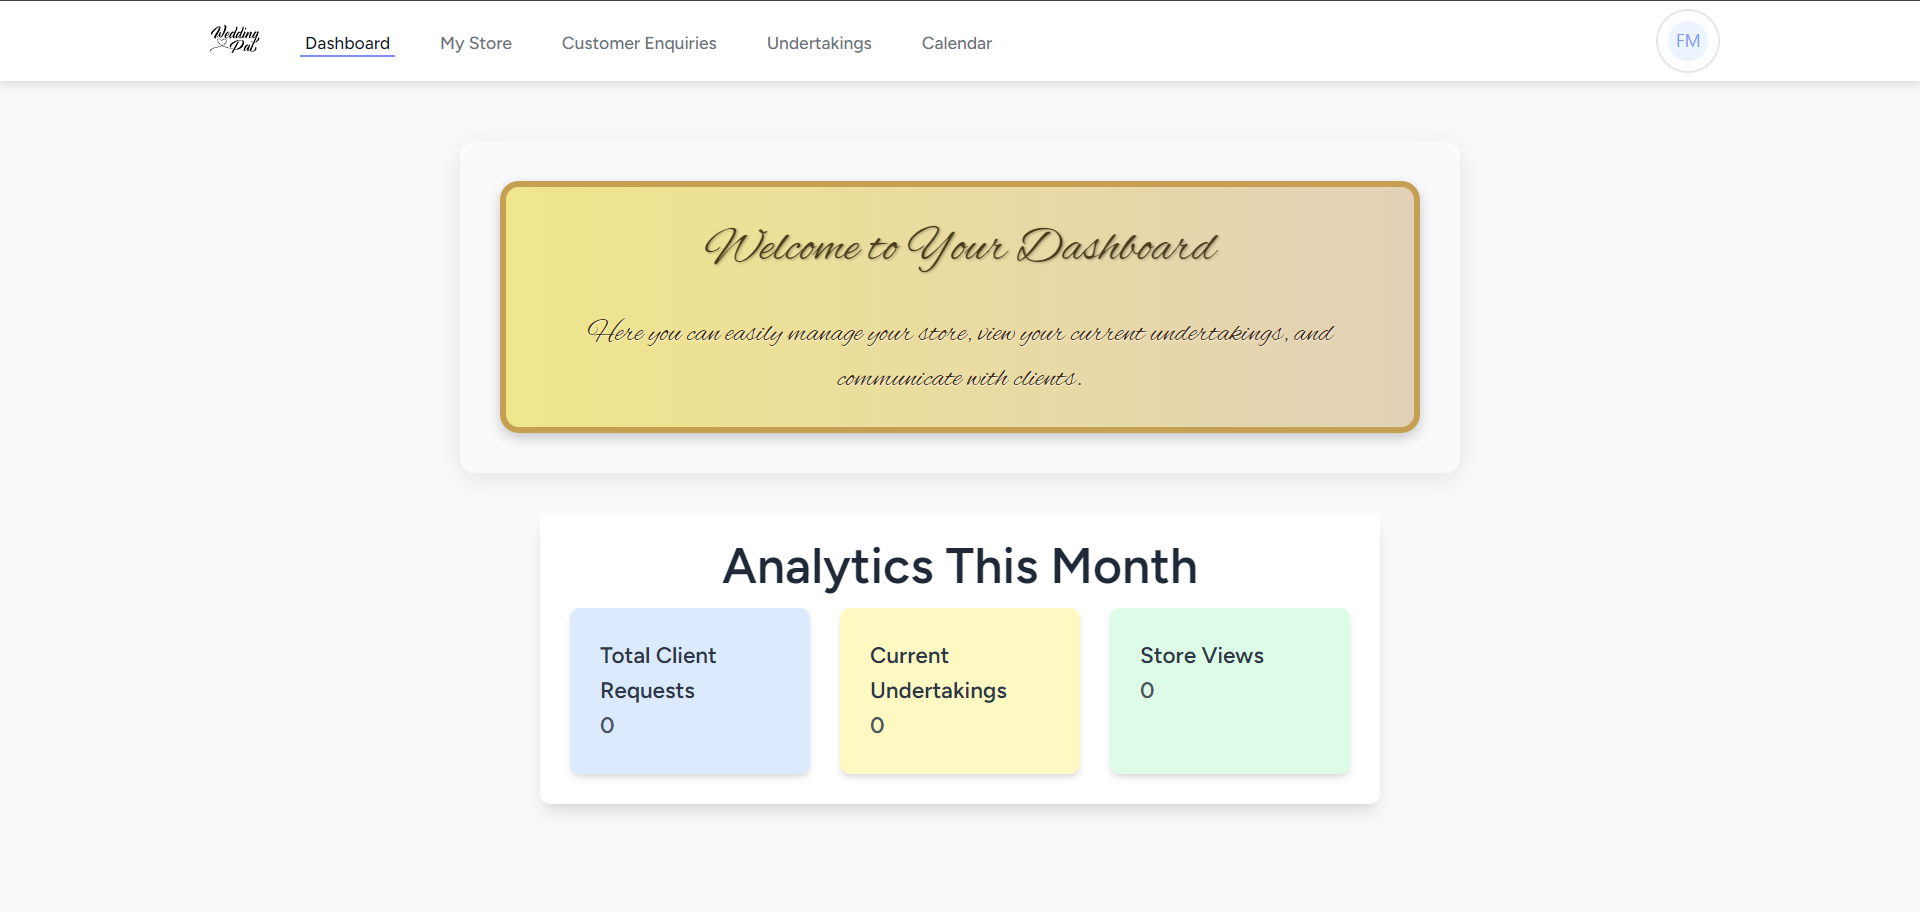 Wedding
Pal
Dashboard My Store Customer Enquiries Undertakings Calendar FM
Welcome to Your Dashboard
Here you can easily manage your store, view your current undertakings, and
communicate with clients.
Analytics This Month
Total Client
Requests
0
Current
Undertakings
0
Store Views
0